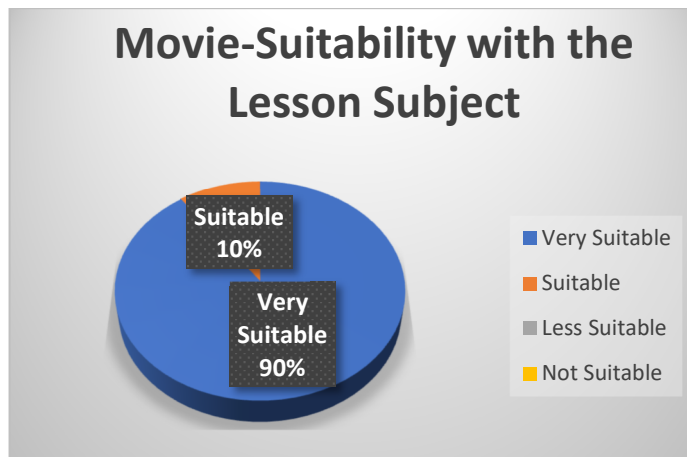 Movie-Suitability with the
Lesson Subject
Suitable
10%
Very
Suitable
90%
Very Suitable
Suitable
Less Suitable
Not Suitable